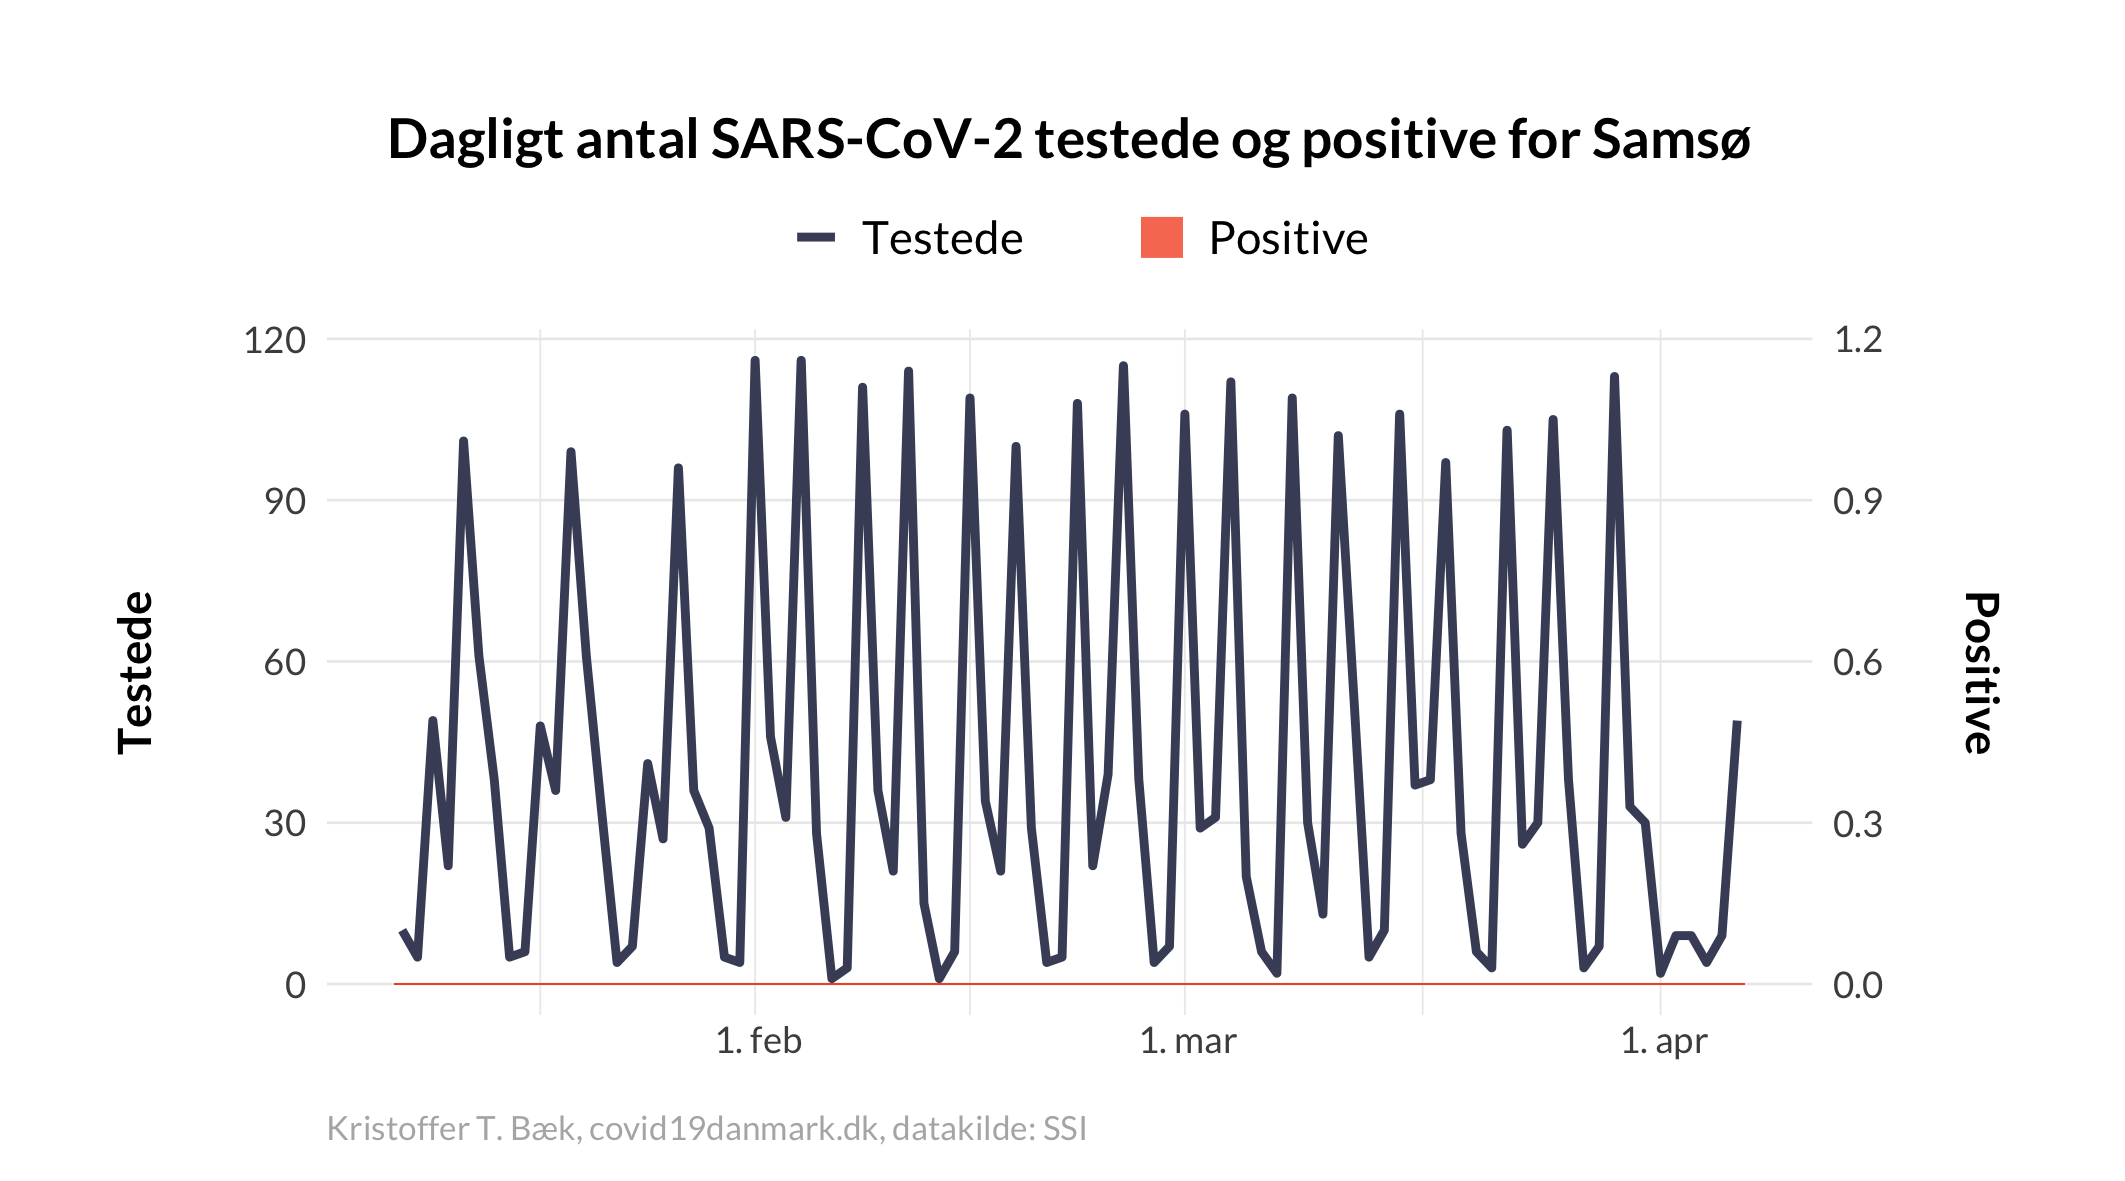 Dagligt antal SARS-CoV-2 testede og positive for Samsø
Testede Positive
120 1.2
90 0.9
60 0.6
30 0.3
0 0.0
Testede
Positive
1. feb 1. mar 1. apr
Kristoffer T. Bæk, covid19danmark.dk, datakilde: SSI